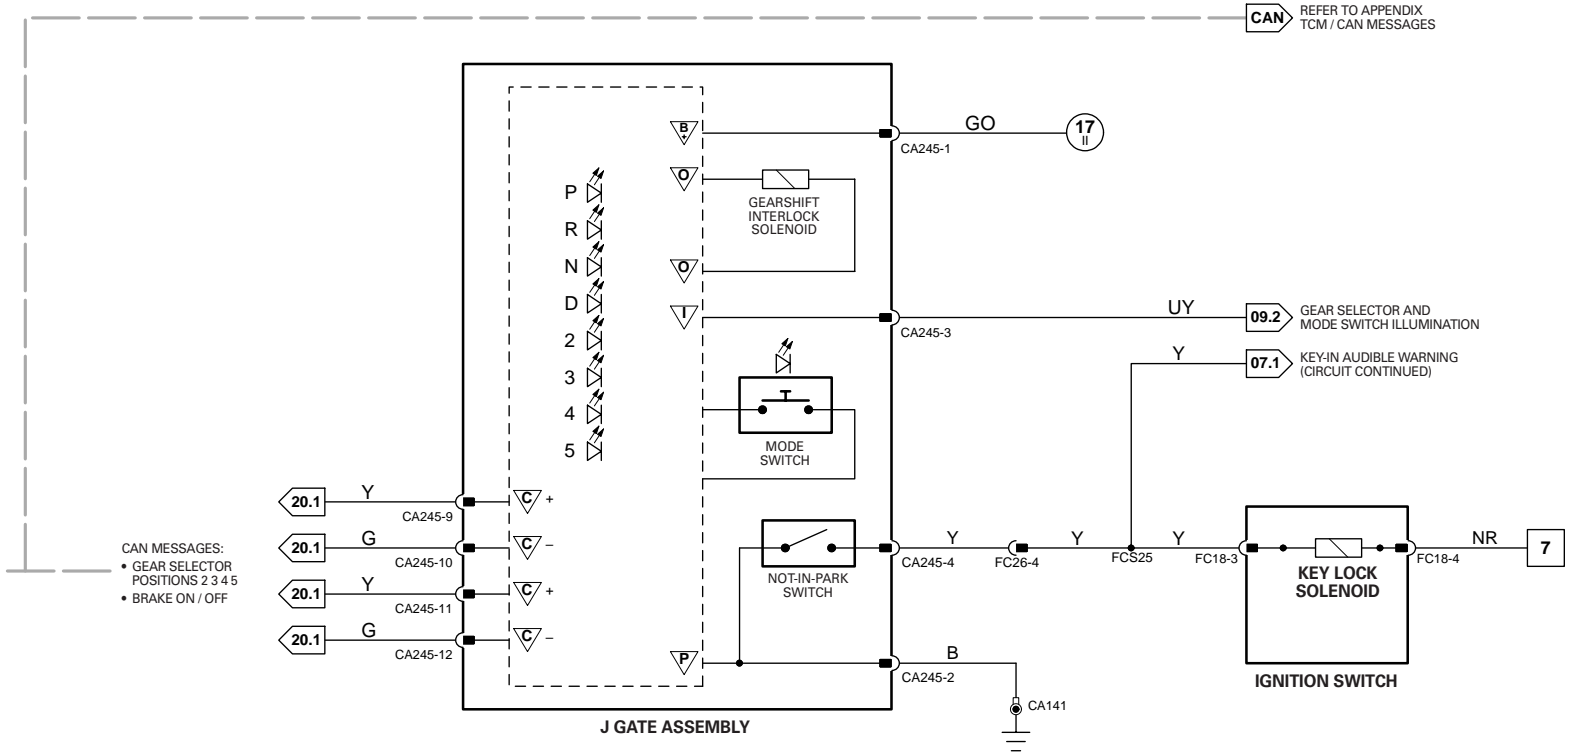 CAN
REFER TO APPENDIX
TCM / CAN MESSAGES
B
+
GO
17
II
CA245-1
O
GEARSHIFT
INTERLOCK
SOLENOID
P
R
N
D
2
3
4
5
O
I
UY
CA245-3
09.2
GEAR SELECTOR AND
MODE SWITCH ILLUMINATION
Y
07.1
KEY-IN AUDIBLE WARNING
(CIRCUIT CONTINUED)
MODE
SWITCH
20.1
Y
CA245-9
C
+
20.1
G
CA245-10
C
–
20.1
Y
CA245-11
C
+
20.1
G
CA245-12
C
–
CAN MESSAGES:
• GEAR SELECTOR
POSITIONS 2 3 4 5
• BRAKE ON / OFF
NOT-IN-PARK
SWITCH
Y
CA245-4
FC26-4
Y
FCS25
Y
FC18-3
KEY LOCK
SOLENOID
FC18-4
NR
7
P
B
CA245-2
CA141
IGNITION SWITCH
J GATE ASSEMBLY